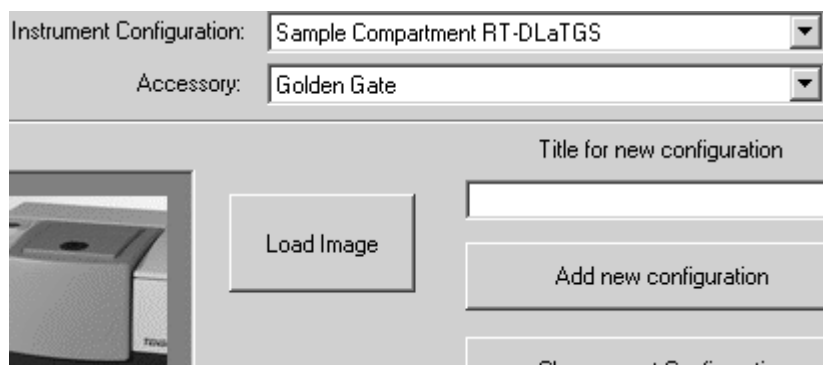 Instrument Configuration: Sample Compartment RT-DLaTGS
Accessory: Golden Gate
Title for new configuration
Load Image
Add new configuration